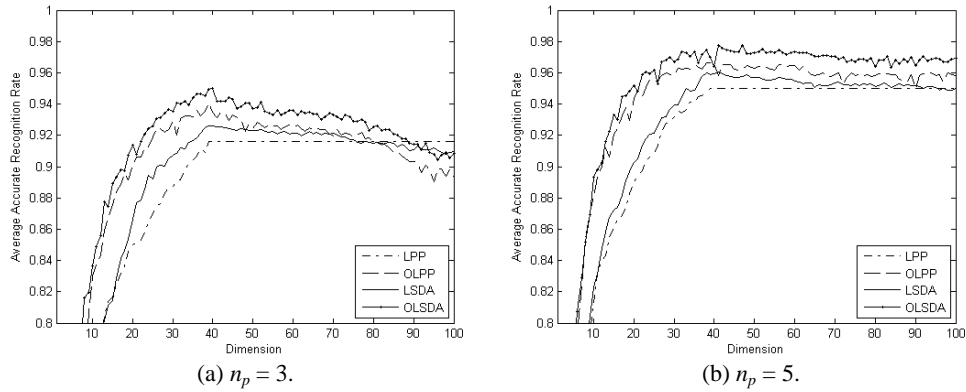 Average Accurate Recognition Rate
1
0.98
0.96
0.94
0.92
0.9
0.88
0.86
0.84
0.82
0.8
10 20 30 40 50 60 70 80 90 100
Dimension
LPP
OLPP
LSDA
OLSDA
(a) n_p = 3.
Average Accurate Recognition Rate
1
0.98
0.96
0.94
0.92
0.9
0.88
0.86
0.84
0.82
0.8
10 20 30 40 50 60 70 80 90 100
Dimension
LPP
OLPP
LSDA
OLSDA
(b) n_p = 5.